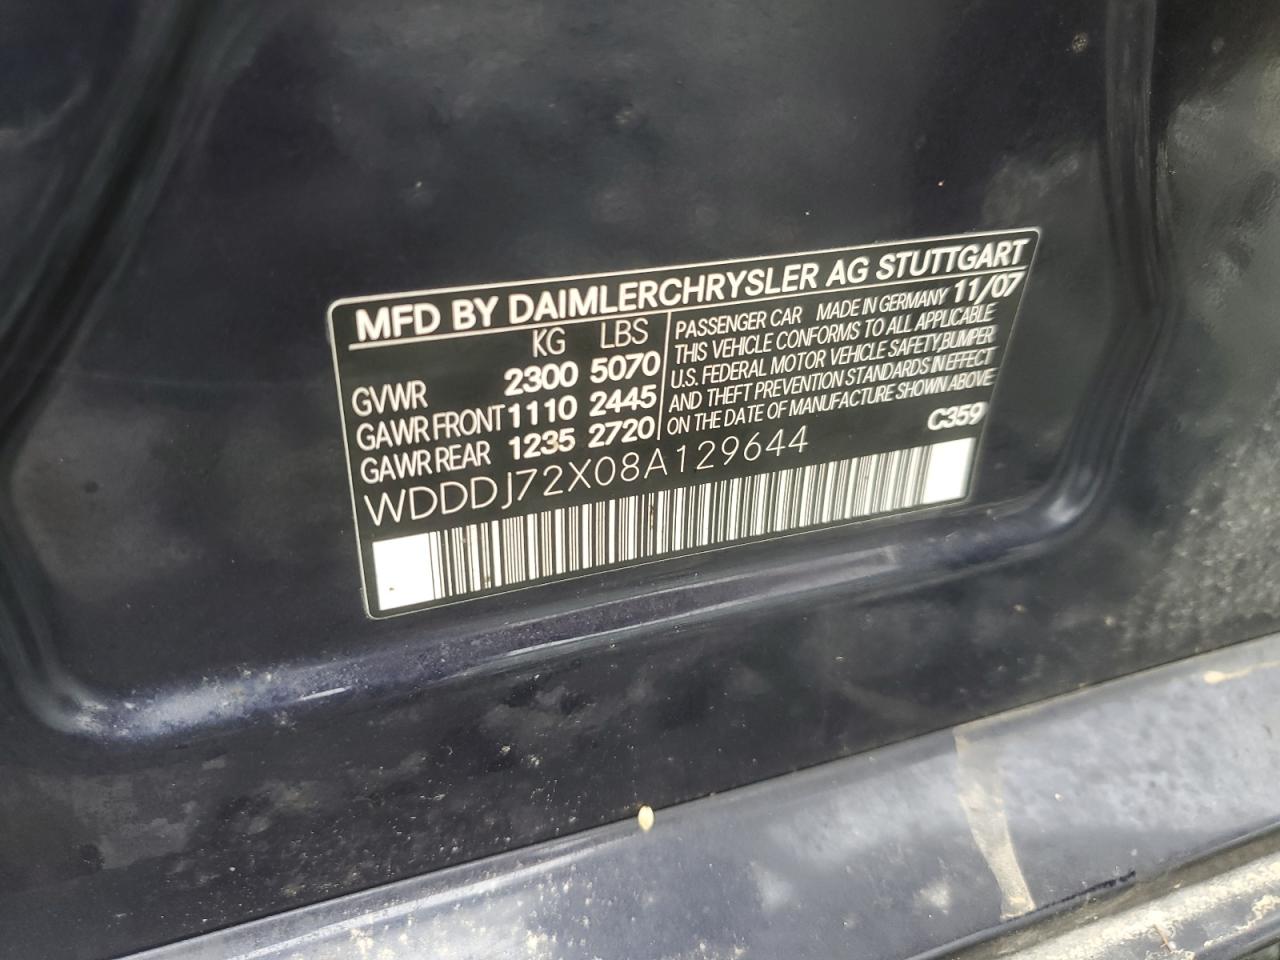 MFD BY DAIMLERCHRYSLER AG STUTTGART
KG LBS
GVWR 2300 5070
GAWR FRONT 1110 2445
GAWR REAR 1235 2720
PASSENGER CAR MADE IN GERMANY 11/07
THIS VEHICLE CONFORMS TO ALL APPLICABLE
U.S. FEDERAL MOTOR VEHICLE SAFETY BUMPER
AND THEFT PREVENTION STANDARDS IN EFFECT
ON THE DATE OF MANUFACTURE SHOWN ABOVE
C359
WDDDJ72X08A129644